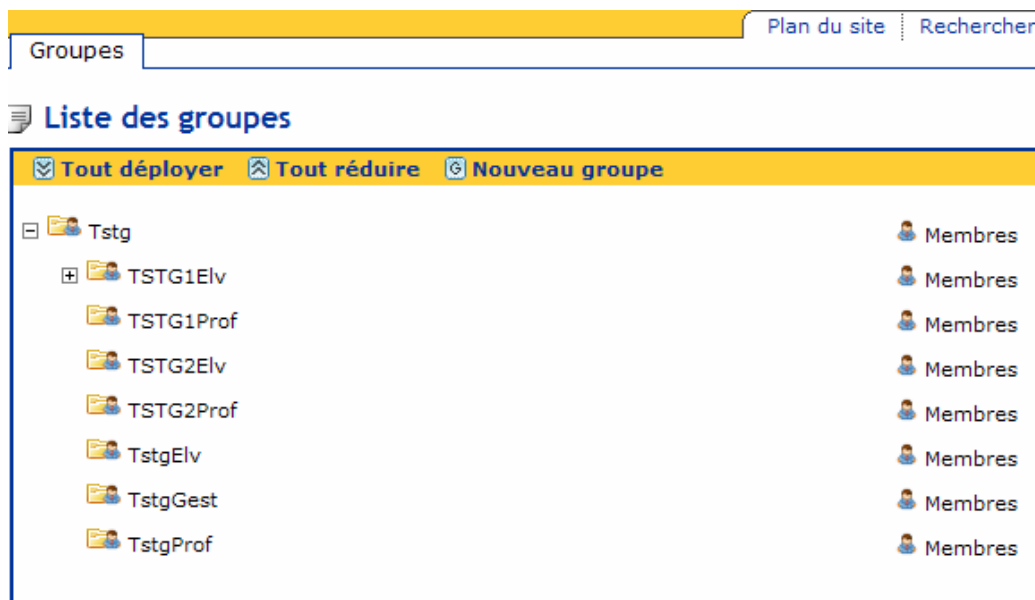 Plan du site Rechercher
Groupes
Liste des groupes
Tout déployer Tout réduire G Nouveau groupe
Tstg Membres
TSTG1Elv Membres
TSTG1Prof Membres
TSTG2Elv Membres
TSTG2Prof Membres
TstgElv Membres
TstgGest Membres
TstgProf Membres